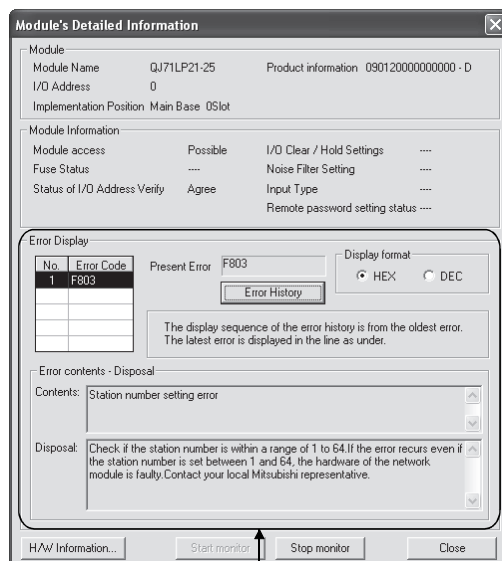 Module's Detailed Information
Module
Module Name QJ71LP21-25 Product information 090120000000000 - D
I/O Address 0
Implementation Position Main Base 0Slot
Module Information
Module access Possible I/O Clear / Hold Settings ----
Fuse Status ---- Noise Filter Setting ----
Status of I/O Address Verify Agree Input Type ----
Remote password setting status ----
Error Display
Display format
No. Error Code Present Error F803 HEX DEC
1 F803
Error History
The display sequence of the error history is from the oldest error.
The latest error is displayed in the line as under.
Error contents - Disposal
Contents: Station number setting error
Disposal: Check if the station number is within a range of 1 to 64.If the error recurs even if
the station number is set between 1 and 64, the hardware of the network
module is faulty.Contact your local Mitsubishi representative.
H/W Information... Start monitor Stop monitor Close